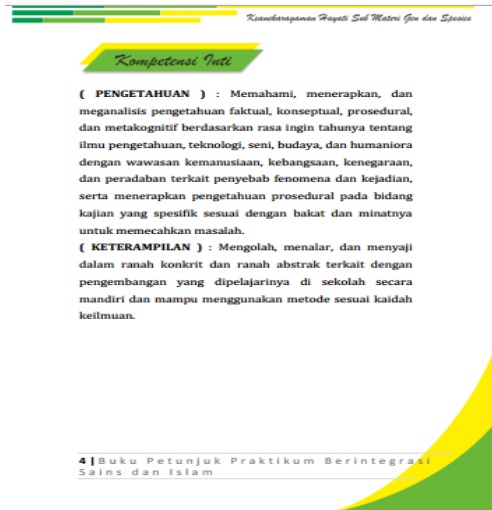 Keanekaragaman Hayati Sub Materi Gen dan Spesies
Kompetensi Inti
( PENGETAHUAN ) : Memahami, menerapkan, dan
meganalisis pengetahuan faktual, konseptual, prosedural,
dan metakognitif berdasarkan rasa ingin tahunya tentang
ilmu pengetahuan, teknologi, seni, budaya, dan humaniora
dengan wawasan kemanusiaan, kebangsaan, kenegaraan,
dan peradaban terkait penyebab fenomena dan kejadian,
serta menerapkan pengetahuan prosedural pada bidang
kajian yang spesifik sesuai dengan bakat dan minatnya
untuk memecahkan masalah.
( KETERAMPILAN ) : Mengolah, menalar, dan menyaji
dalam ranah konkrit dan ranah abstrak terkait dengan
pengembangan yang dipelajarinya di sekolah secara
mandiri dan mampu menggunakan metode sesuai kaidah
keilmuan.
4 | Buku Petunjuk Praktikum Berintegrasi
Sains dan Islam